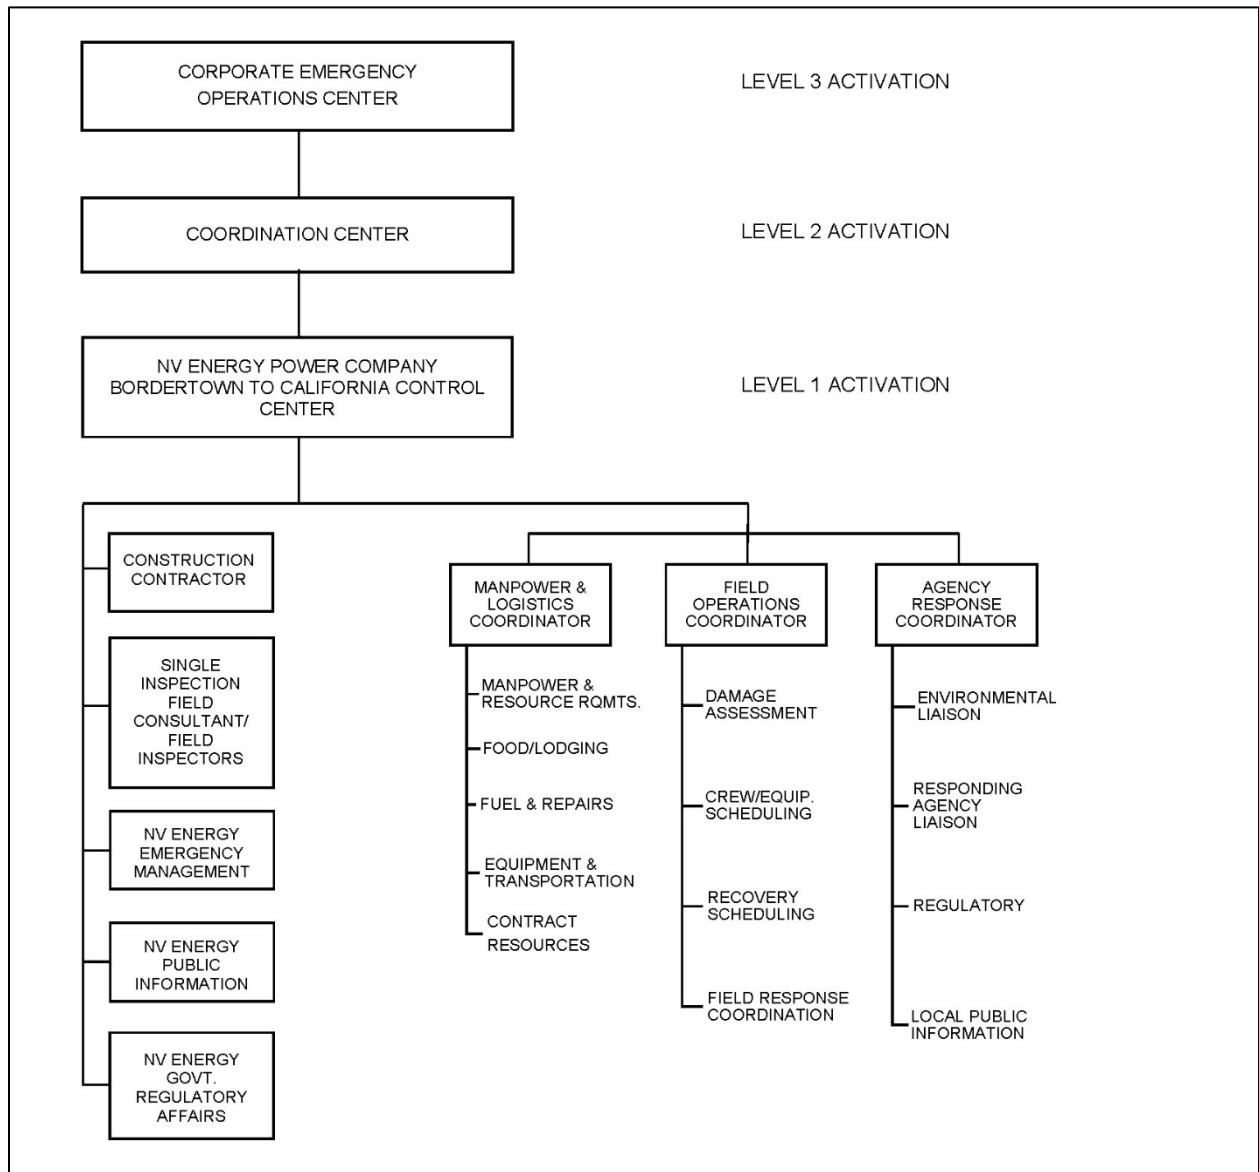 CORPORATE EMERGENCY
OPERATIONS CENTER
LEVEL 3 ACTIVATION
COORDINATION CENTER
LEVEL 2 ACTIVATION
NV ENERGY POWER COMPANY
BORDERTOWN TO CALIFORNIA CONTROL
CENTER
LEVEL 1 ACTIVATION
CONSTRUCTION
CONTRACTOR
SINGLE
INSPECTION
FIELD
CONSULTANT/
FIELD
INSPECTORS
NV ENERGY
EMERGENCY
MANAGEMENT
NV ENERGY
PUBLIC
INFORMATION
NV ENERGY
GOVT.
REGULATORY
AFFAIRS
MANPOWER &
LOGISTICS
COORDINATOR
MANPOWER &
RESOURCE RQMTS.
FOOD/LODGING
FUEL & REPAIRS
EQUIPMENT &
TRANSPORTATION
CONTRACT
RESOURCES
FIELD
OPERATIONS
COORDINATOR
DAMAGE
ASSESSMENT
CREW/EQUIP.
SCHEDULING
RECOVERY
SCHEDULING
FIELD RESPONSE
COORDINATION
AGENCY
RESPONSE
COORDINATOR
ENVIRONMENTAL
LIAISON
RESPONDING
AGENCY
LIAISON
REGULATORY
LOCAL PUBLIC
INFORMATION